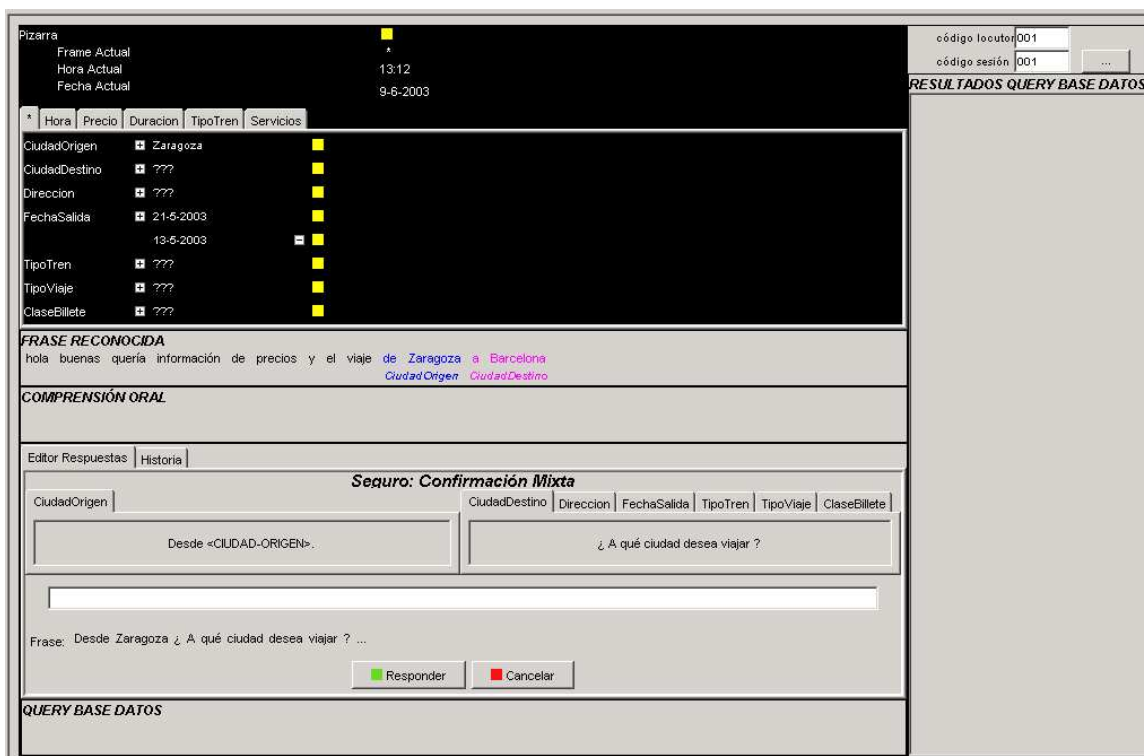 Pizarra
Frame Actual *
Hora Actual 13:12
Fecha Actual 9-6-2003
código locutor 001
código sesión 001 ...
RESULTADOS QUERY BASE DATOS
* Hora Precio Duracion TipoTren Servicios
CiudadOrigen + Zaragoza
CiudadDestino + ???
Direccion + ???
FechaSalida + 21-5-2003
13-5-2003 -
TipoTren + ???
TipoViaje + ???
ClaseBillete + ???
FRASE RECONOCIDA
hola buenas quería información de precios y el viaje de Zaragoza a Barcelona
CiudadOrigen CiudadDestino
COMPRENSIÓN ORAL
Editor Respuestas Historia
Seguro: Confirmación Mixta
CiudadOrigen CiudadDestino Direccion FechaSalida TipoTren TipoViaje ClaseBillete
Desde <CIUDAD-ORIGEN>. ¿ A qué ciudad desea viajar ?
Frase: Desde Zaragoza ¿ A qué ciudad desea viajar ? ...
Responder Cancelar
QUERY BASE DATOS